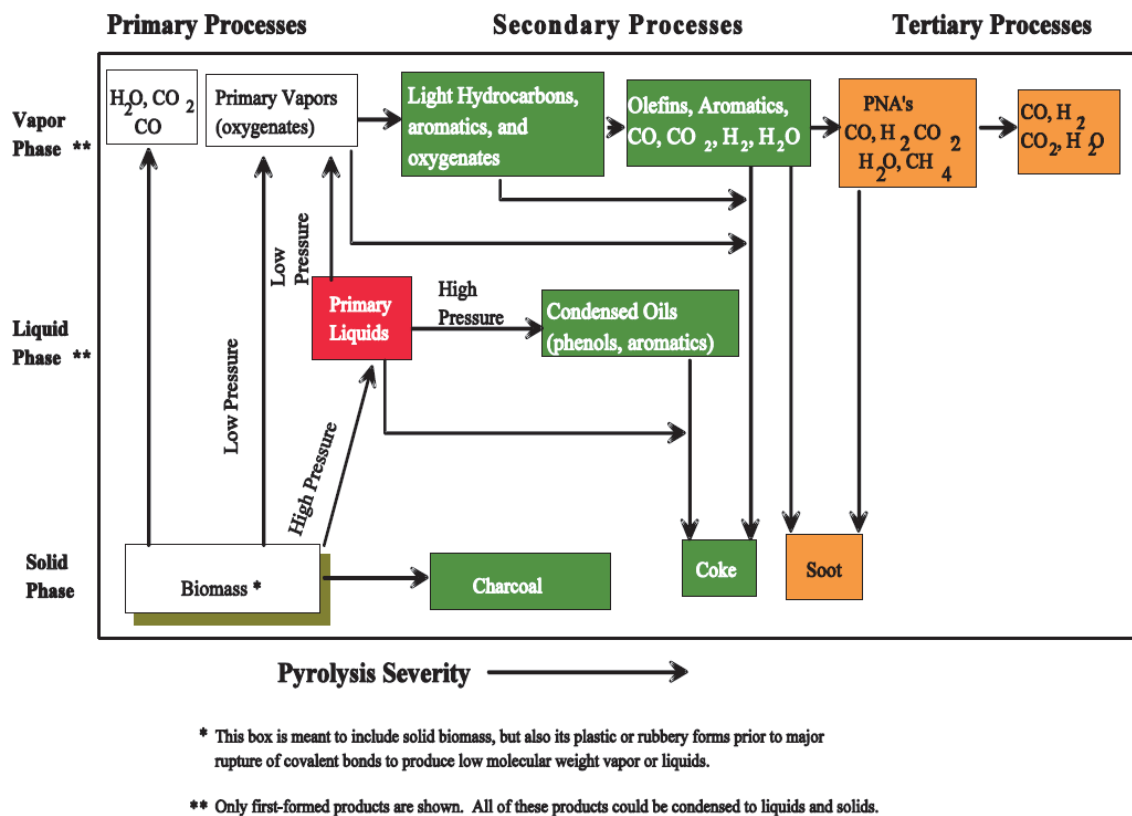 Primary Processes
Secondary Processes
Tertiary Processes
Vapor
Phase **
H2O, CO2
CO
Primary Vapors
(oxygenates)
Light Hydrocarbons,
aromatics, and
oxygenates
Olefins, Aromatics,
CO, CO2, H2, H2O
PNA's
CO, H2 CO2
H2O, CH4
CO, H2
CO2, H2O
Low
Pressure
Liquid
Phase **
Primary
Liquids
High
Pressure
Condensed Oils
(phenols, aromatics)
Low Pressure
High Pressure
Solid
Phase
Biomass *
Charcoal
Coke
Soot
Pyrolysis Severity
* This box is meant to include solid biomass, but also its plastic or rubbery forms prior to major
rupture of covalent bonds to produce low molecular weight vapor or liquids.
** Only first-formed products are shown. All of these products could be condensed to liquids and solids.